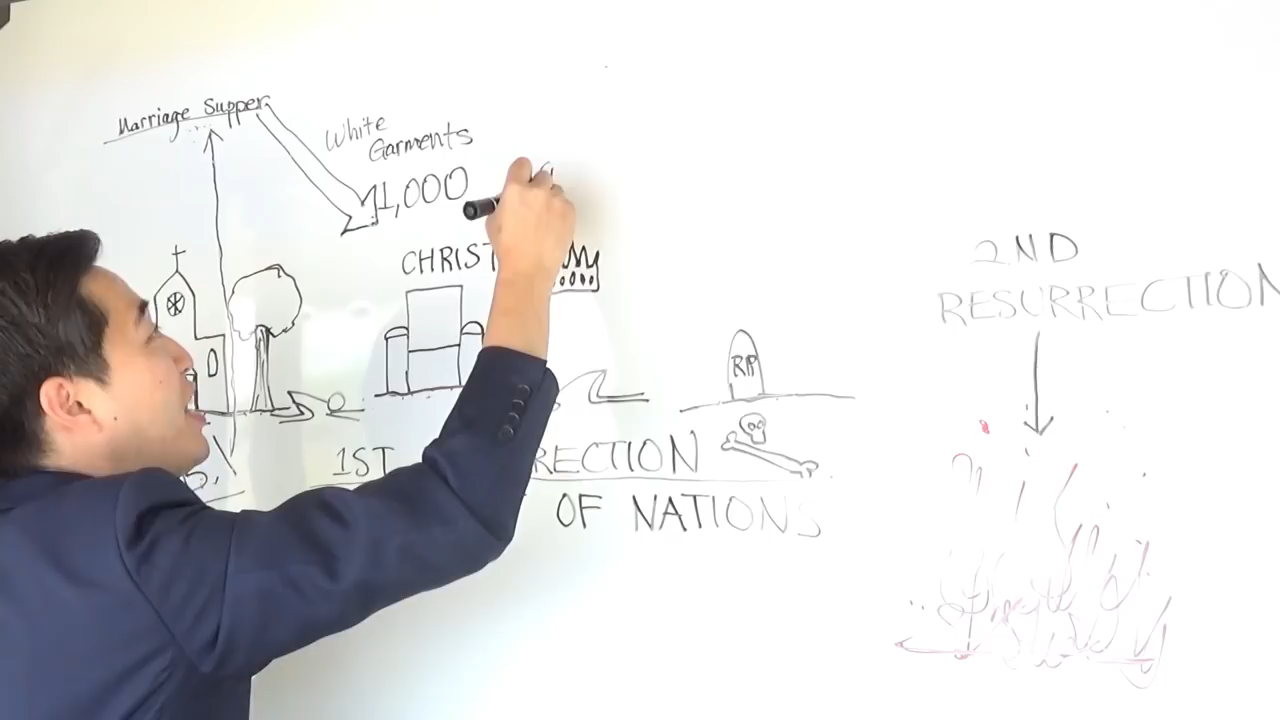 Marriage Supper
White
Garments
1,000
CHRIST
2ND
RESURRECTION
RIP
D.
1ST RECTION
OF NATIONS